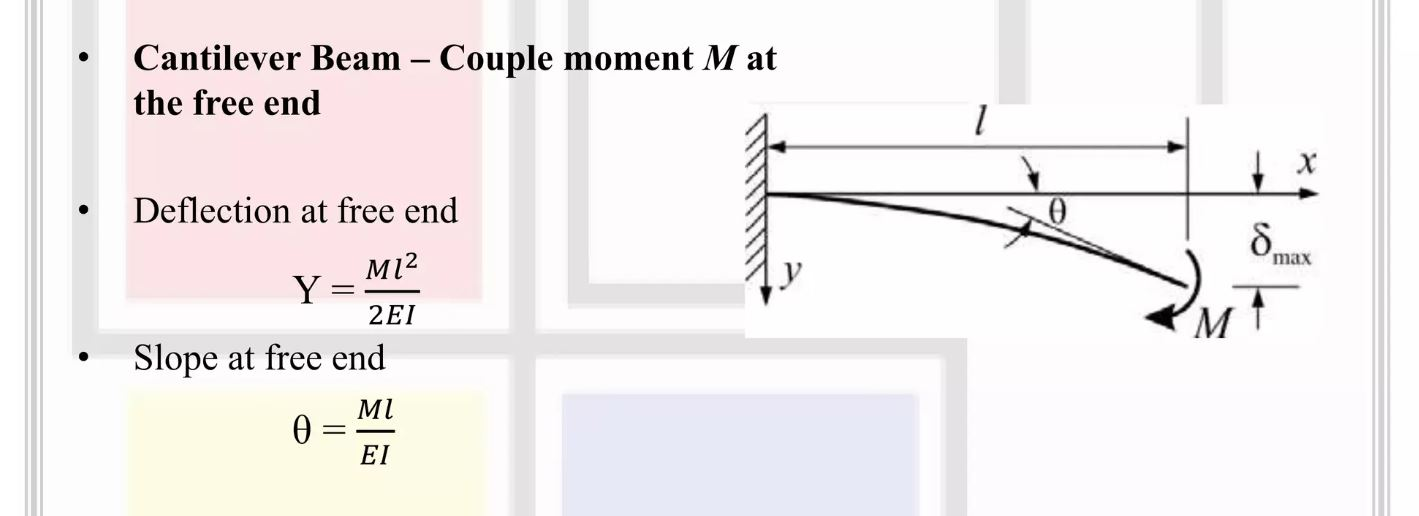 • Cantilever Beam – Couple moment M at
the free end
• Deflection at free end
Y = Ml²/2EI
• Slope at free end
θ = Ml/EI
l
x
θ
δmax
y
M